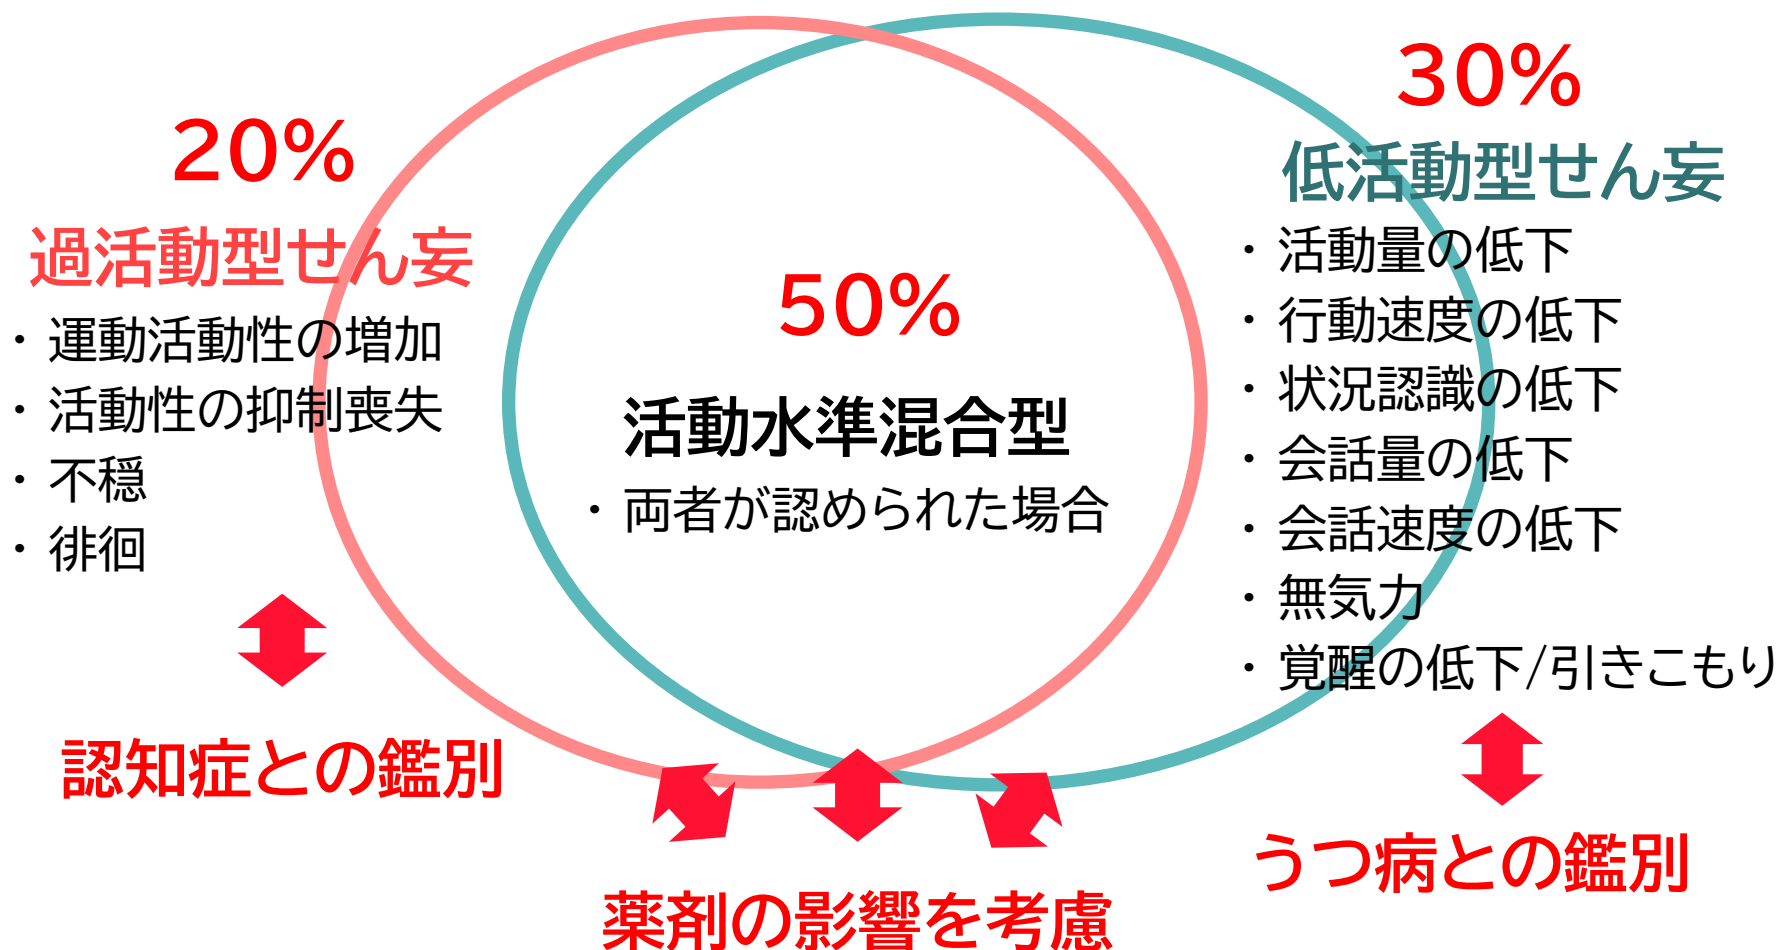 20%
過活動型せん妄
・運動活動性の増加
・活動性の抑制喪失
・不穏
・徘徊
認知症との鑑別
50%
活動水準混合型
・両者が認められた場合
薬剤の影響を考慮
30%
低活動型せん妄
・活動量の低下
・行動速度の低下
・状況認識の低下
・会話量の低下
・会話速度の低下
・無気力
・覚醒の低下/引きこもり
うつ病との鑑別